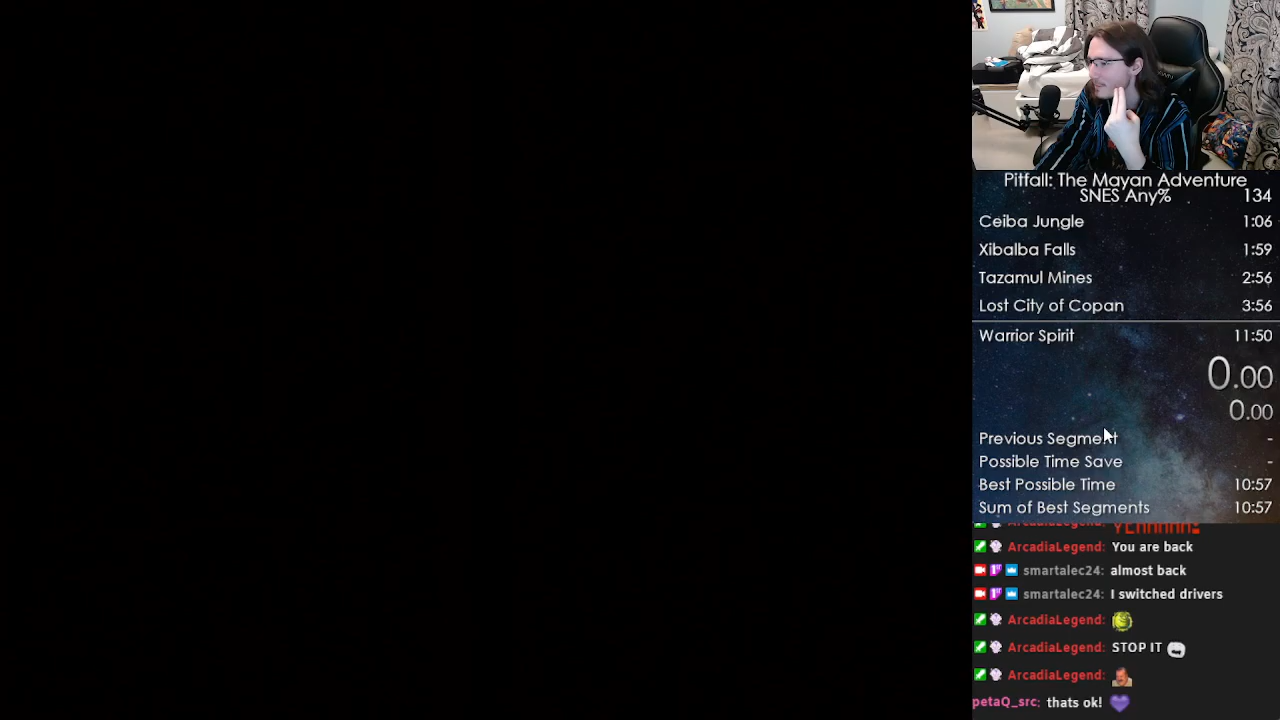 Pitfall: The Mayan Adventure
SNES Any% 134
Ceiba Jungle 1:06
Xibalba Falls 1:59
Tazamul Mines 2:56
Lost City of Copan 3:56
Warrior Spirit 11:50
0.00
0.00
Previous Segment -
Possible Time Save -
Best Possible Time 10:57
Sum of Best Segments 10:57
ArcadiaLegend: You are back
smartalec24: almost back
smartalec24: I switched drivers
ArcadiaLegend:
ArcadiaLegend: STOP IT
ArcadiaLegend:
petaQ_src: thats ok!